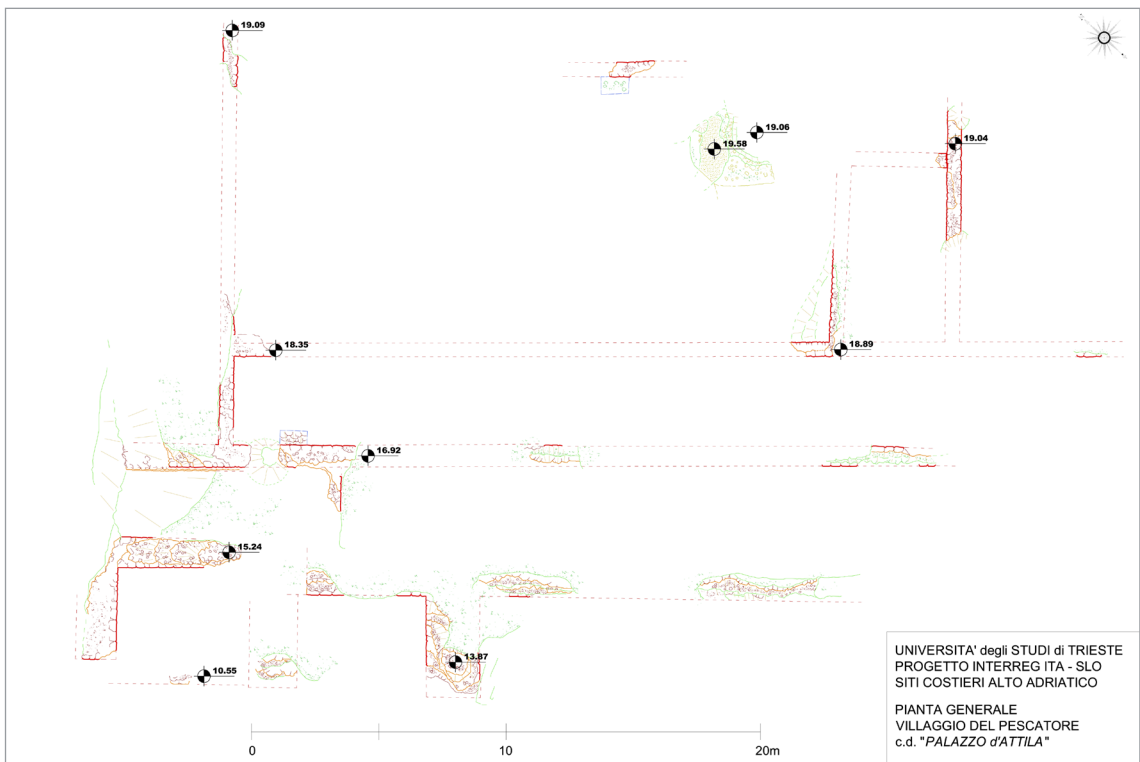 19.09
19.06
19.58
19.04
18.35
18.89
16.92
15.24
13.87
10.55
0 10 20m
UNIVERSITA' degli STUDI di TRIESTE
PROGETTO INTERREG ITA - SLO
SITI COSTIERI ALTO ADRIATICO
PIANTA GENERALE
VILLAGGIO DEL PESCATORE
c.d. "PALAZZO d'ATTILA"